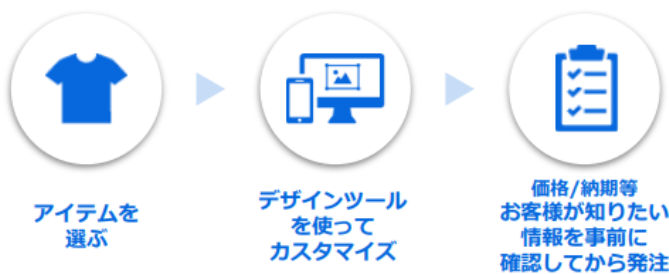 アイテムを
選ぶ
デザインツール
を使って
カスタマイズ
価格/納期等
お客様が知りたい
情報を事前に
確認してから発注